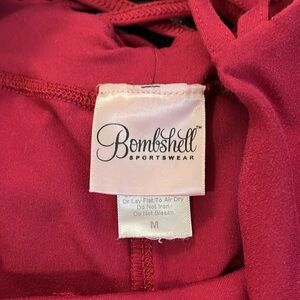 Bombshell™
SPORTSWEAR
Or Lay Flat To Air Dry
Do Not Iron
Do Not Bleach
M